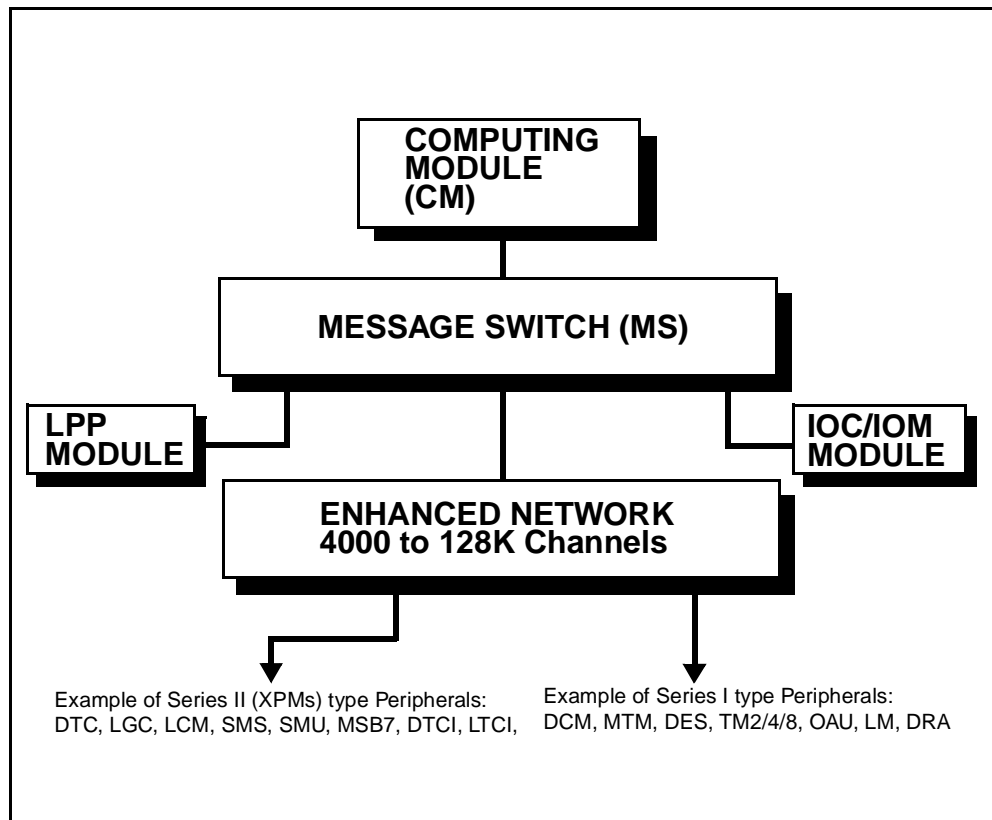 COMPUTING
MODULE
(CM)
MESSAGE SWITCH (MS)
LPP
MODULE
IOC/IOM
MODULE
ENHANCED NETWORK
4000 to 128K Channels
Example of Series II (XPMs) type Peripherals:
DTC, LGC, LCM, SMS, SMU, MSB7, DTCI, LTCI,
Example of Series I type Peripherals:
DCM, MTM, DES, TM2/4/8, OAU, LM, DRA